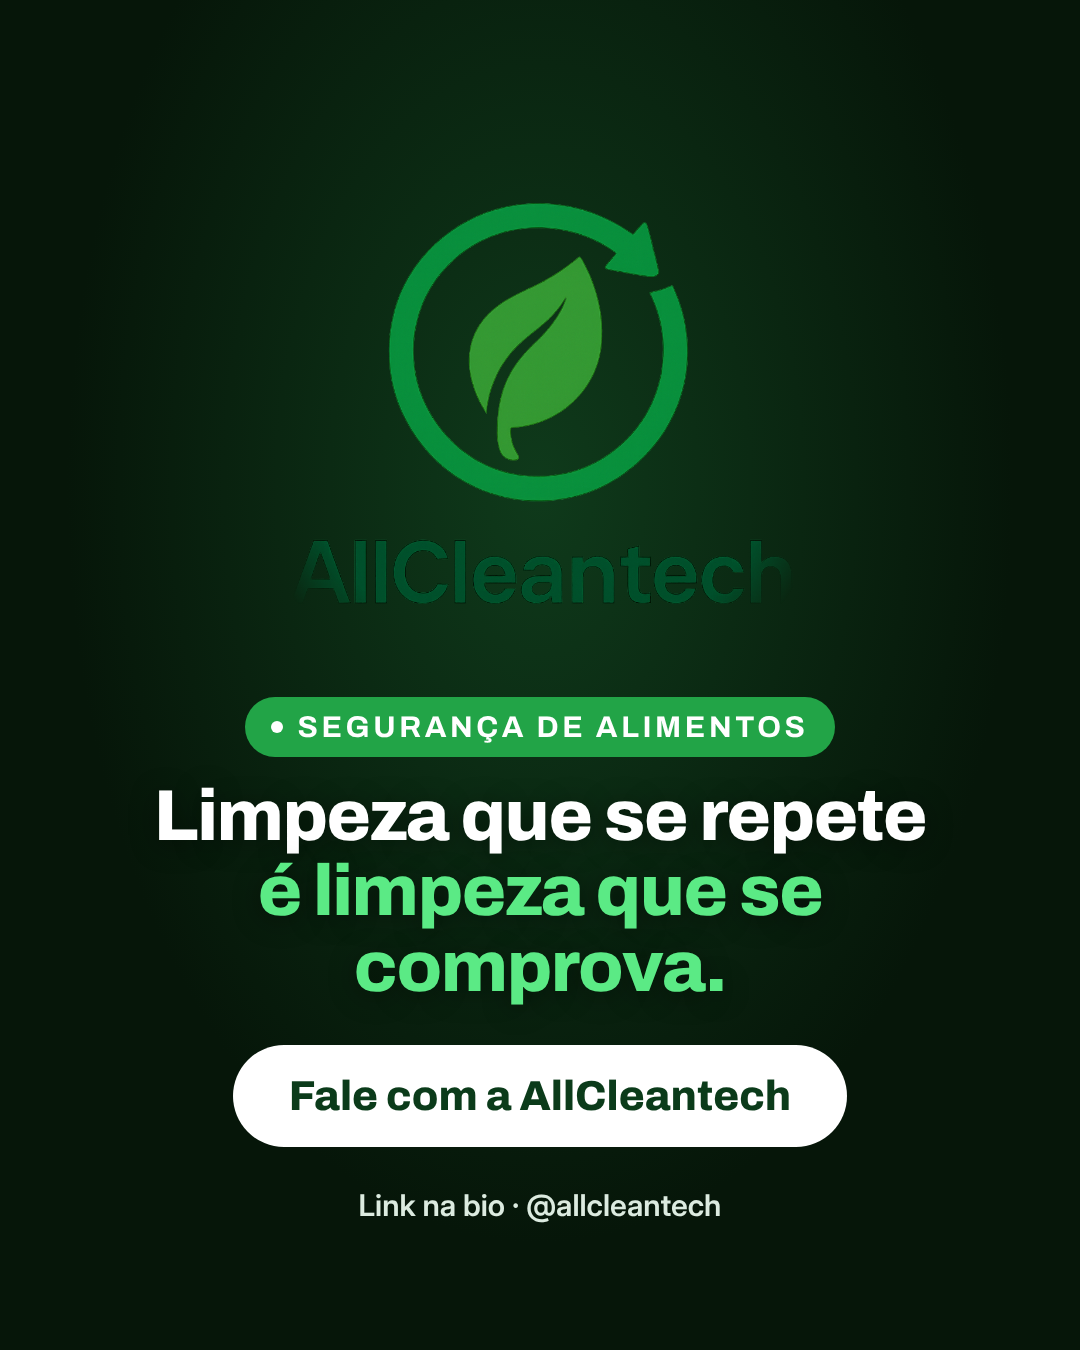 AllCleantech
• SEGURANÇA DE ALIMENTOS
Limpeza que se repete
é limpeza que se
comprova.
Fale com a AllCleantech
Link na bio · @allcleantech